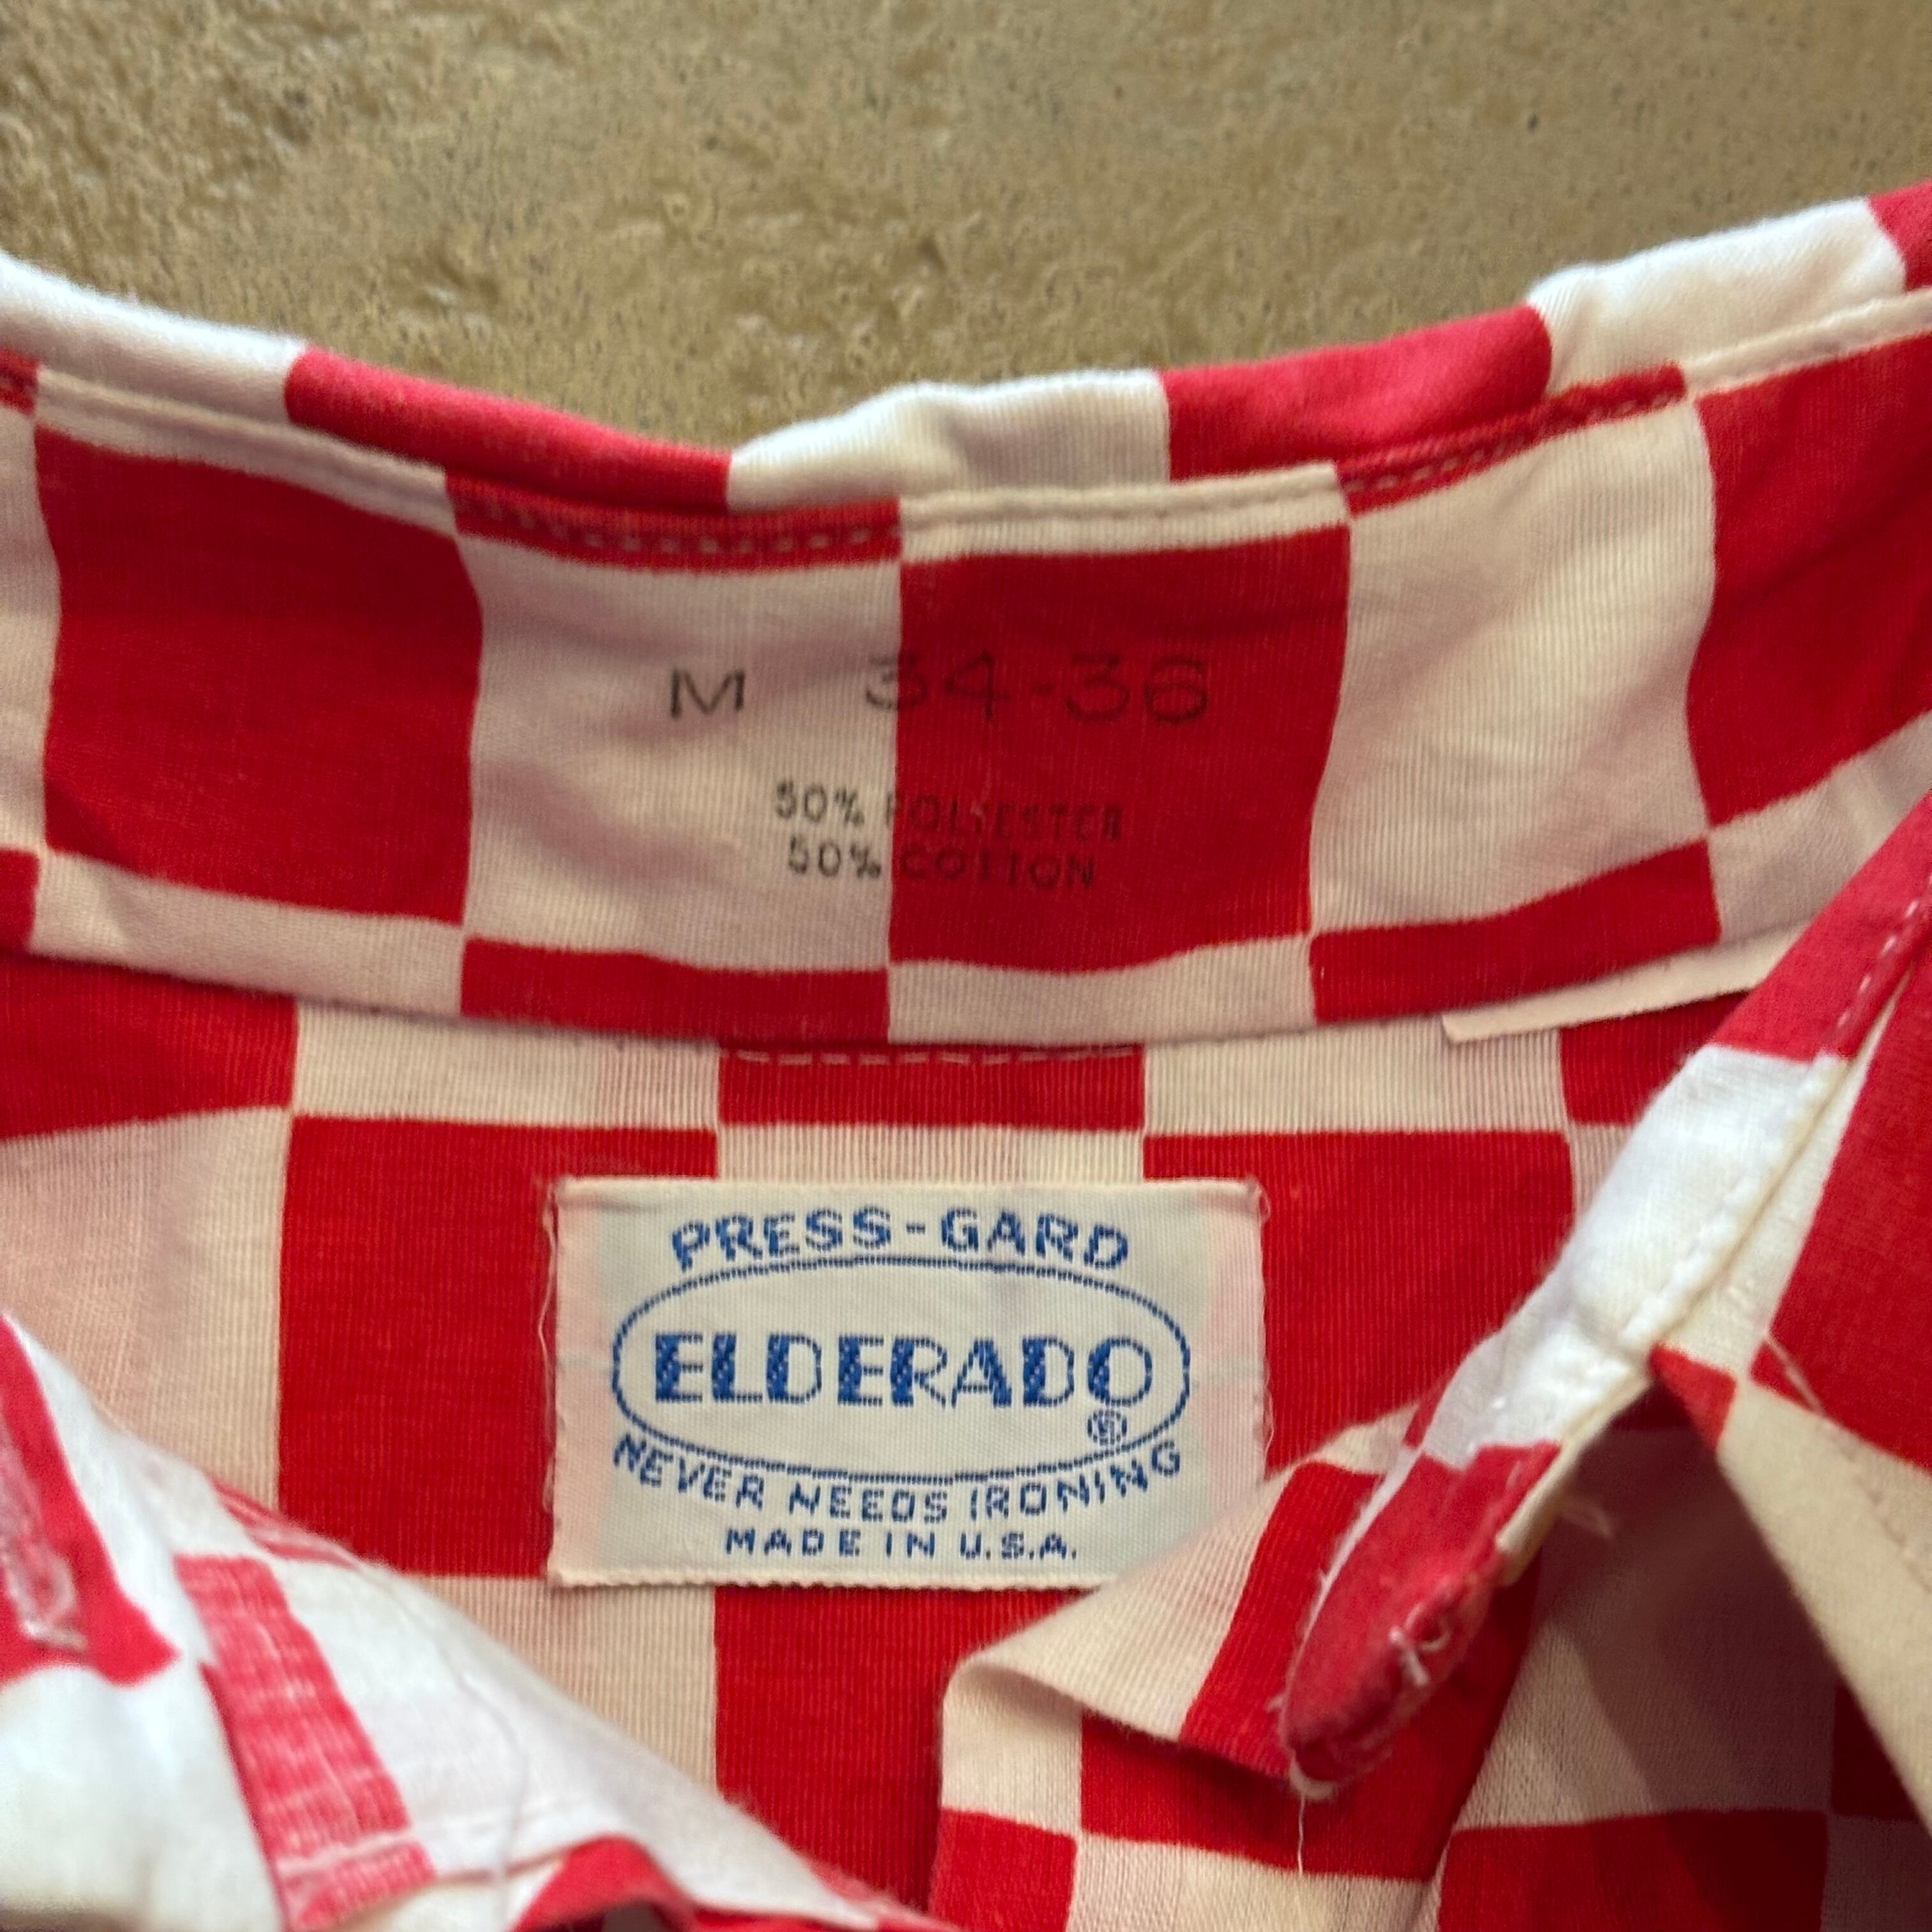 M 34-36
50% POLYESTER
50% COTTON
PRESS-GARD
ELDERADO
®
NEVER NEEDS IRONING
MADE IN U.S.A.